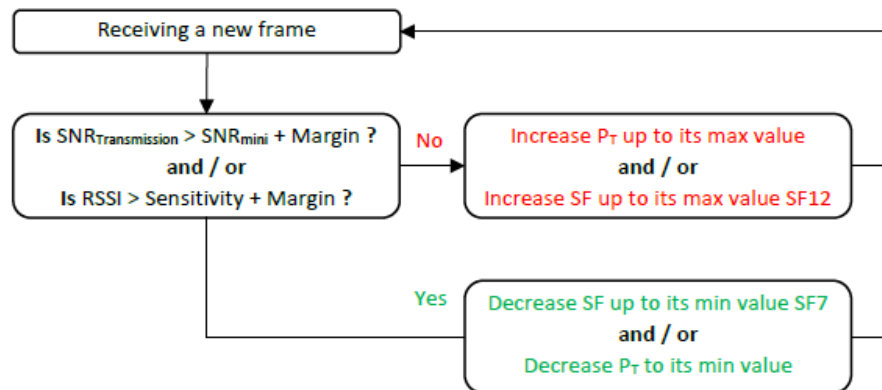 Receiving a new frame
Is SNRTransmission > SNRmini + Margin ?
and / or
Is RSSI > Sensitivity + Margin ?
No
Increase PT up to its max value
and / or
Increase SF up to its max value SF12
Yes
Decrease SF up to its min value SF7
and / or
Decrease PT to its min value